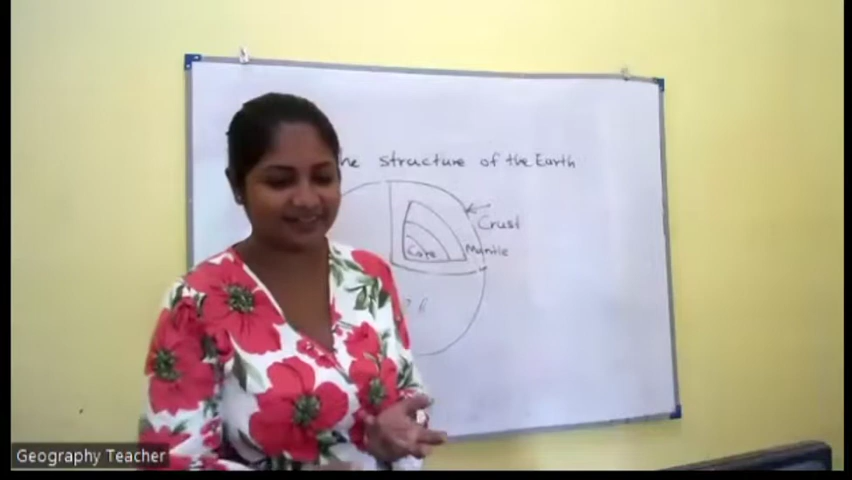 he structure of the Earth
Crust
Core Mantle
Geography Teacher